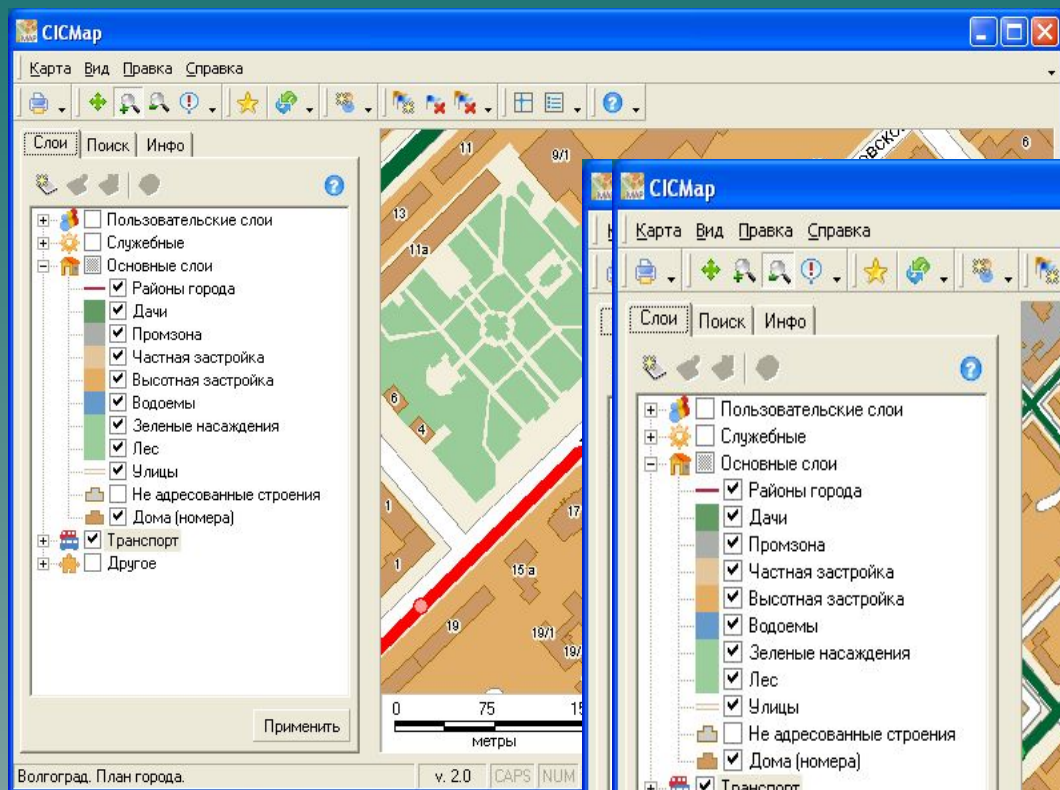 CICMap
Карта Вид Правка Справка
Слои Поиск Инфо
Пользовательские слои
Служебные
Основные слои
Районы города
Дачи
Промзона
Частная застройка
Высотная застройка
Водоемы
Зеленые насаждения
Лес
Улицы
Не адресованные строения
Дома (номера)
Транспорт
Другое
Применить
11
9/1
6
13
11а
6
4
1
17
1
15 а
19
19/1
0 75
метры
Волгоград. План города.
v. 2.0 CAPS NUM
CICMap
Карта Вид Правка Справка
Слои Поиск Инфо
Пользовательские слои
Служебные
Основные слои
Районы города
Дачи
Промзона
Частная застройка
Высотная застройка
Водоемы
Зеленые насаждения
Лес
Улицы
Не адресованные строения
Дома (номера)
Транспорт